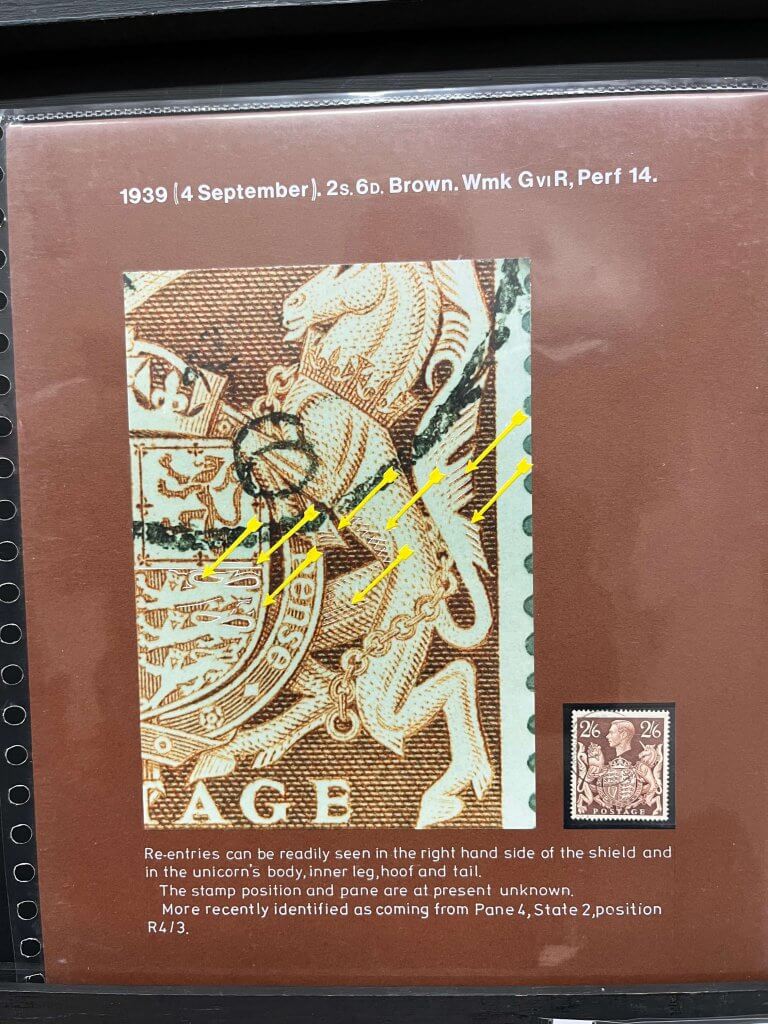 1939 (4 September). 2s. 6D. Brown. Wmk GVIR, Perf 14.
ense
TAGE
2/6 2/6
POSTAGE
Re-entries can be readily seen in the right hand side of the shield and
in the unicorn's body, inner leg, hoof and tail.
The stamp position and pane are at present unknown.
More recently identified as coming from Pane 4, State 2, position
R4/3.